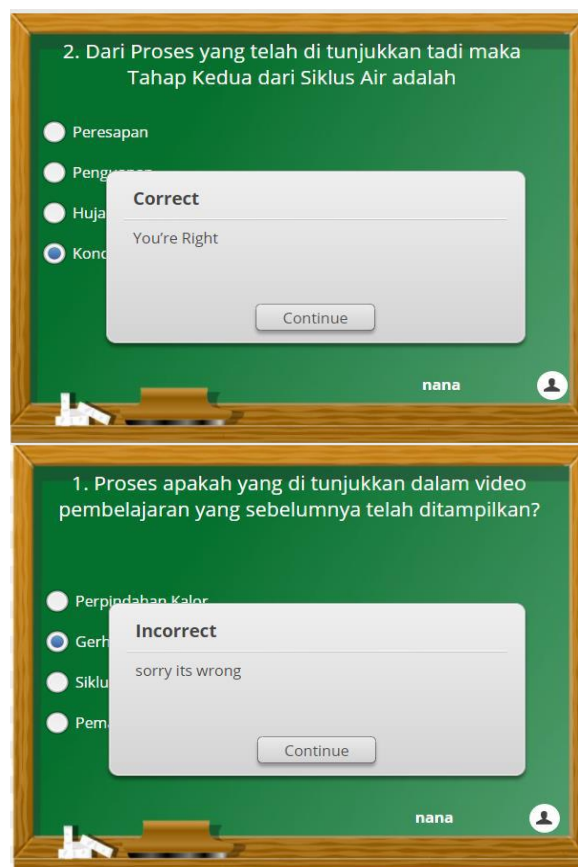 2. Dari Proses yang telah di tunjukkan tadi maka
Tahap Kedua dari Siklus Air adalah
Peresapan
Correct
You're Right
Continue
nana
1. Proses apakah yang di tunjukkan dalam video
pembelajaran yang sebelumnya telah ditampilkan?
Perpindahan Kalor
Incorrect
sorry its wrong
Continue
nana